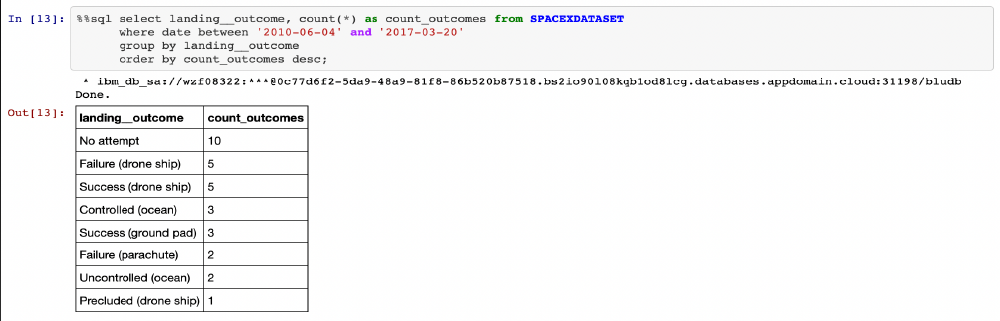 In [13]: %%sql select landing__outcome, count(*) as count_outcomes from SPACEXDATASET
where date between '2010-06-04' and '2017-03-20'
group by landing__outcome
order by count_outcomes desc;
* ibm_db_sa://wzf08322:***@0c77d6f2-5da9-48a9-81f8-86b520b87518.bs2io90l08kqb1od8lcg.databases.appdomain.cloud:31198/bludb
Done.
Out[13]:
landing__outcome count_outcomes
No attempt 10
Failure (drone ship) 5
Success (drone ship) 5
Controlled (ocean) 3
Success (ground pad) 3
Failure (parachute) 2
Uncontrolled (ocean) 2
Precluded (drone ship) 1